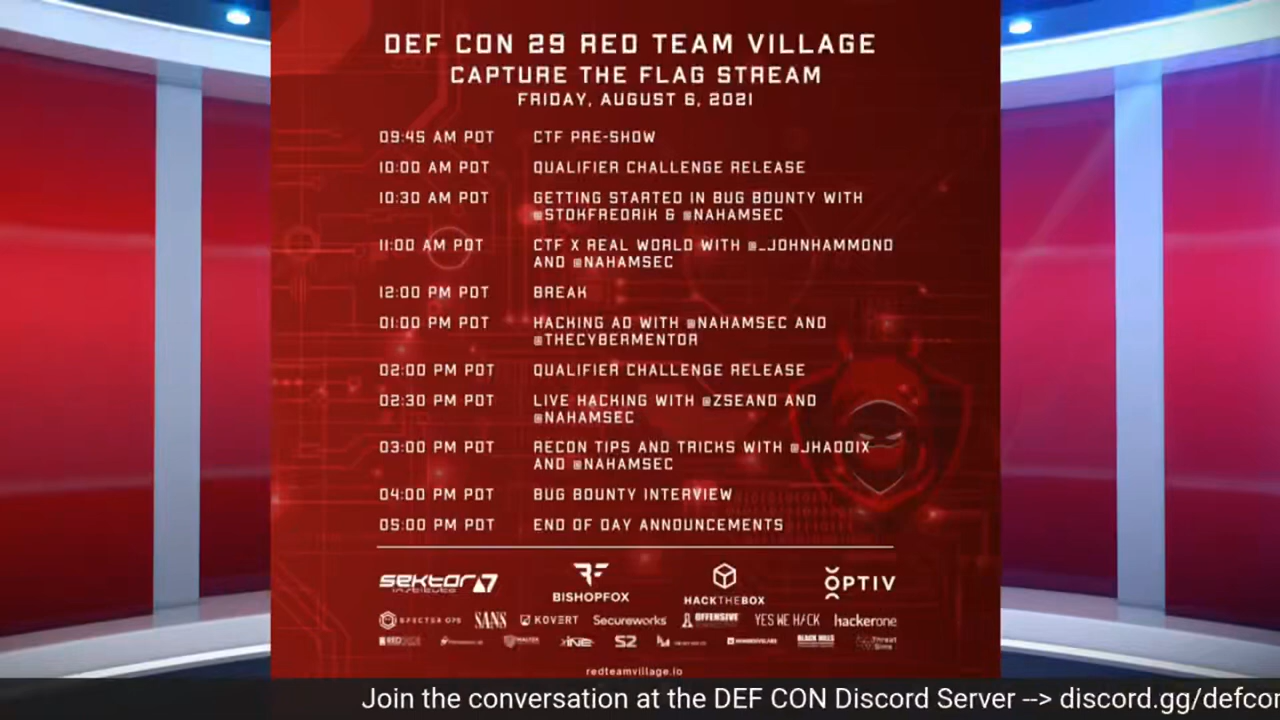 DEF CON 29 RED TEAM VILLAGE
CAPTURE THE FLAG STREAM
FRIDAY, AUGUST 6, 2021
09:45 AM PDT CTF PRE-SHOW
10:00 AM PDT QUALIFIER CHALLENGE RELEASE
10:30 AM PDT GETTING STARTED IN BUG BOUNTY WITH
@STOKFREDRIK & @NAHAMSEC
11:00 AM PDT CTF X REAL WORLD WITH @_JOHNHAMMOND
AND @NAHAMSEC
12:00 PM PDT BREAK
01:00 PM PDT HACKING AD WITH @NAHAMSEC AND
@THECYBERMENTOR
02:00 PM PDT QUALIFIER CHALLENGE RELEASE
02:30 PM PDT LIVE HACKING WITH @ZSEANO AND
@NAHAMSEC
03:00 PM PDT RECON TIPS AND TRICKS WITH @JHADDIX
AND @NAHAMSEC
04:00 PM PDT BUG BOUNTY INTERVIEW
05:00 PM PDT END OF DAY ANNOUNCEMENTS
SEKTOR7 institute BISHOPFOX HACKTHEBOX OPTIV
SPECTER OPS SANS KOVERT Secureworks OFFENSIVE YES WE H/CK hackerone
iNE S2 BLACK HILLS Threat Sims
redteamvillage.io
Join the conversation at the DEF CON Discord Server --> discord.gg/defcon